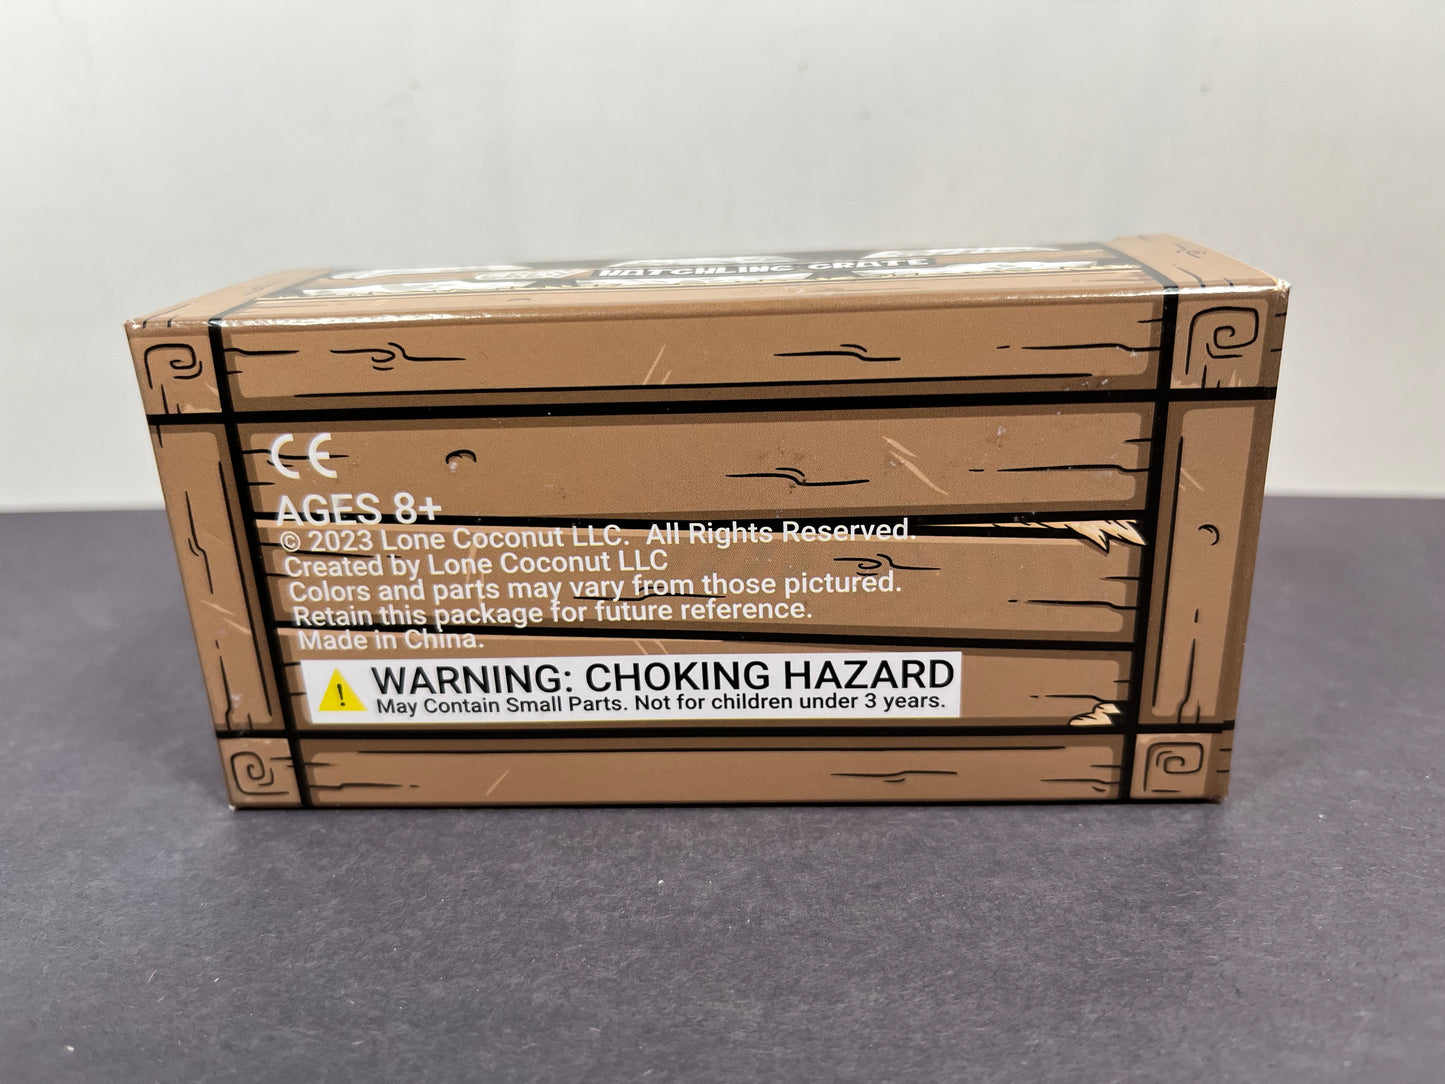 HATCHLING CRATE
CE
AGES 8+
© 2023 Lone Coconut LLC. All Rights Reserved.
Created by Lone Coconut LLC
Colors and parts may vary from those pictured.
Retain this package for future reference.
Made in China.
WARNING: CHOKING HAZARD
May Contain Small Parts. Not for children under 3 years.